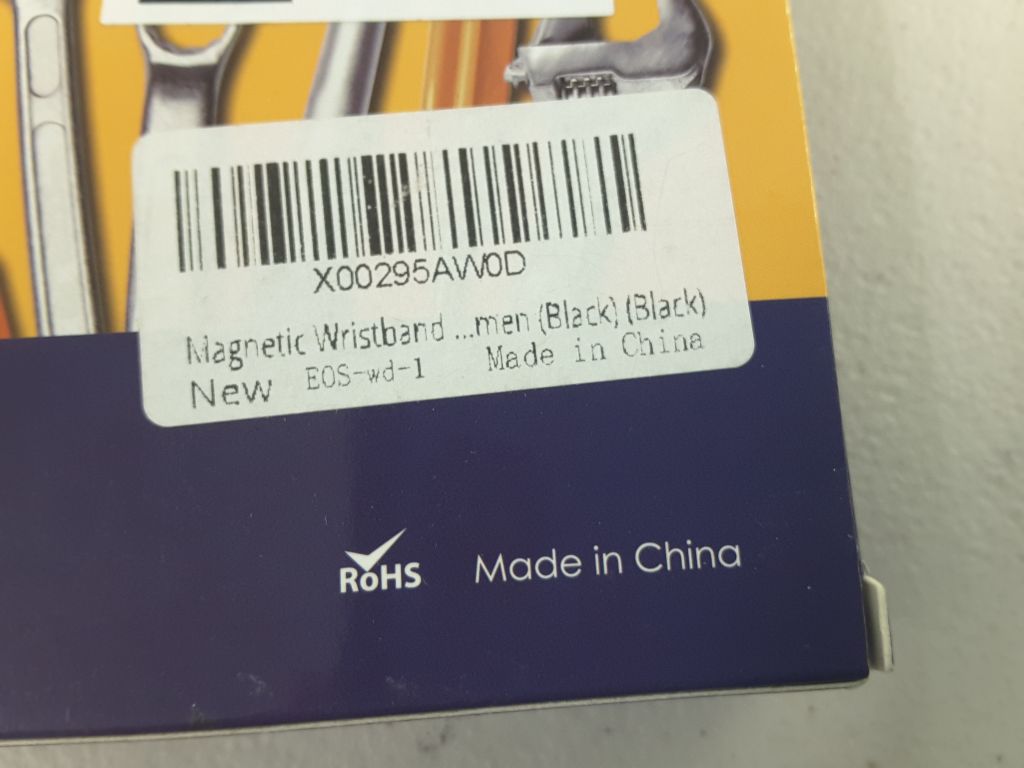 X00295AW0D
Magnetic Wristband ...men (Black) (Black)
New EOS-wd-1 Made in China
RoHS Made in China